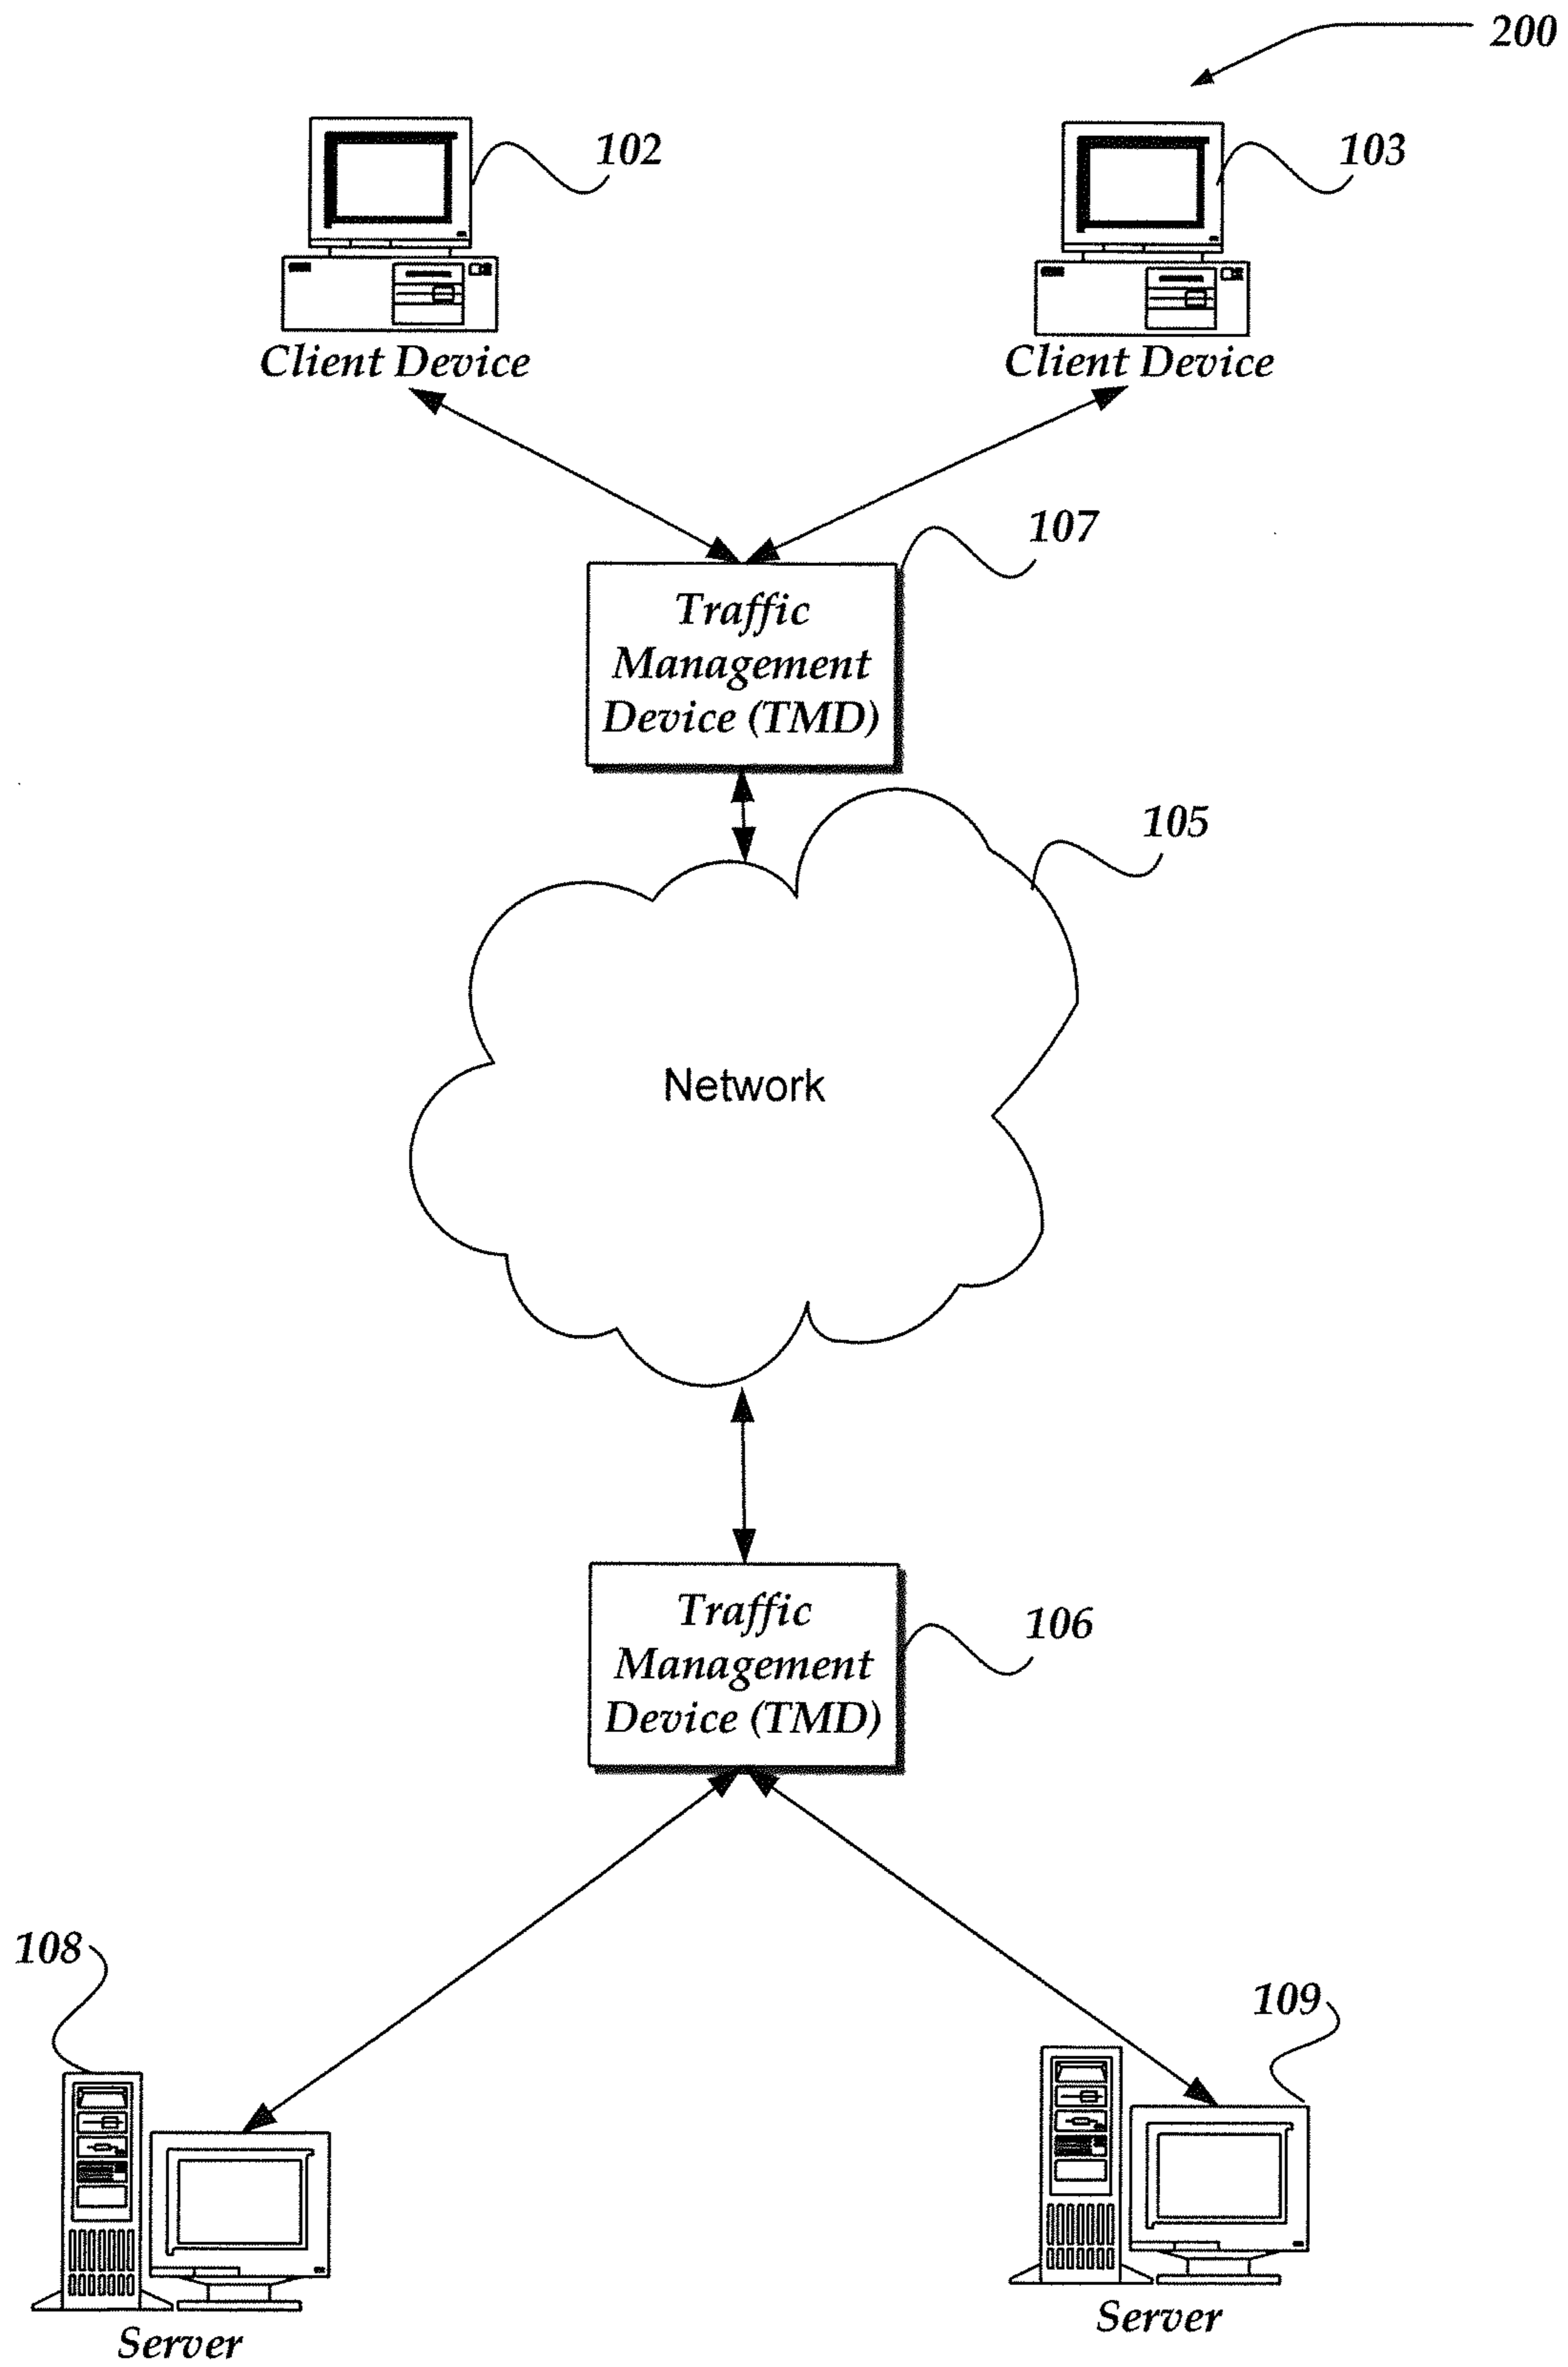 200
102
103
Client Device
Client Device
107
Traffic
Management
Device (TMD)
105
Network
106
Traffic
Management
Device (TMD)
108
109
Server
Server